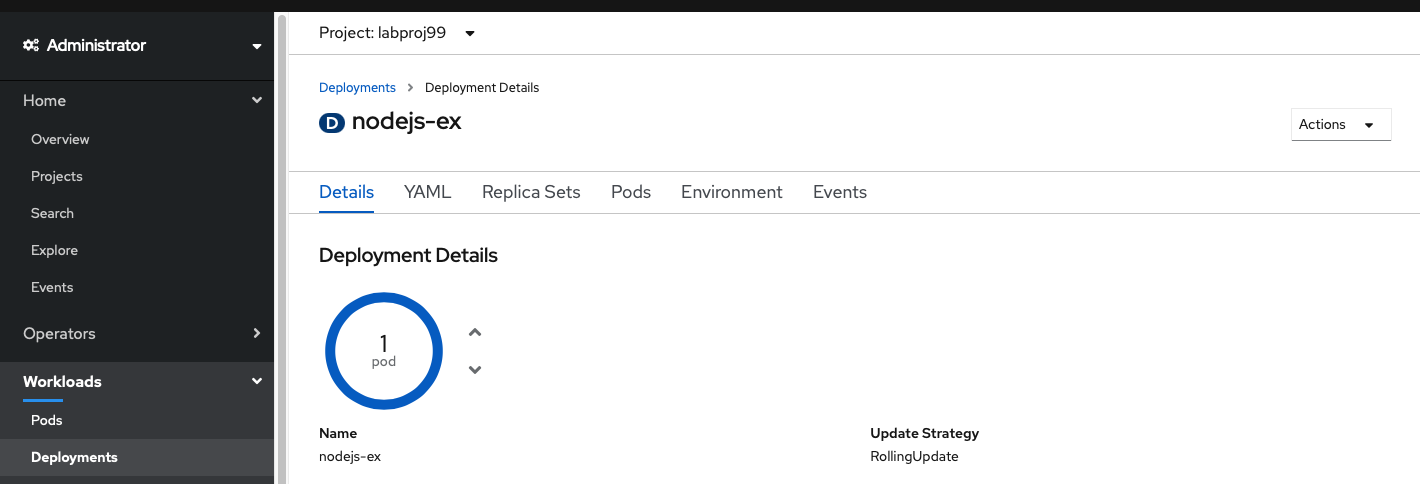 Administrator
Home
Overview
Projects
Search
Explore
Events
Operators
Workloads
Pods
Deployments
Project: labproj99
Deployments > Deployment Details
D nodejs-ex
Actions
Details YAML Replica Sets Pods Environment Events
Deployment Details
1
pod
Name
nodejs-ex
Update Strategy
RollingUpdate